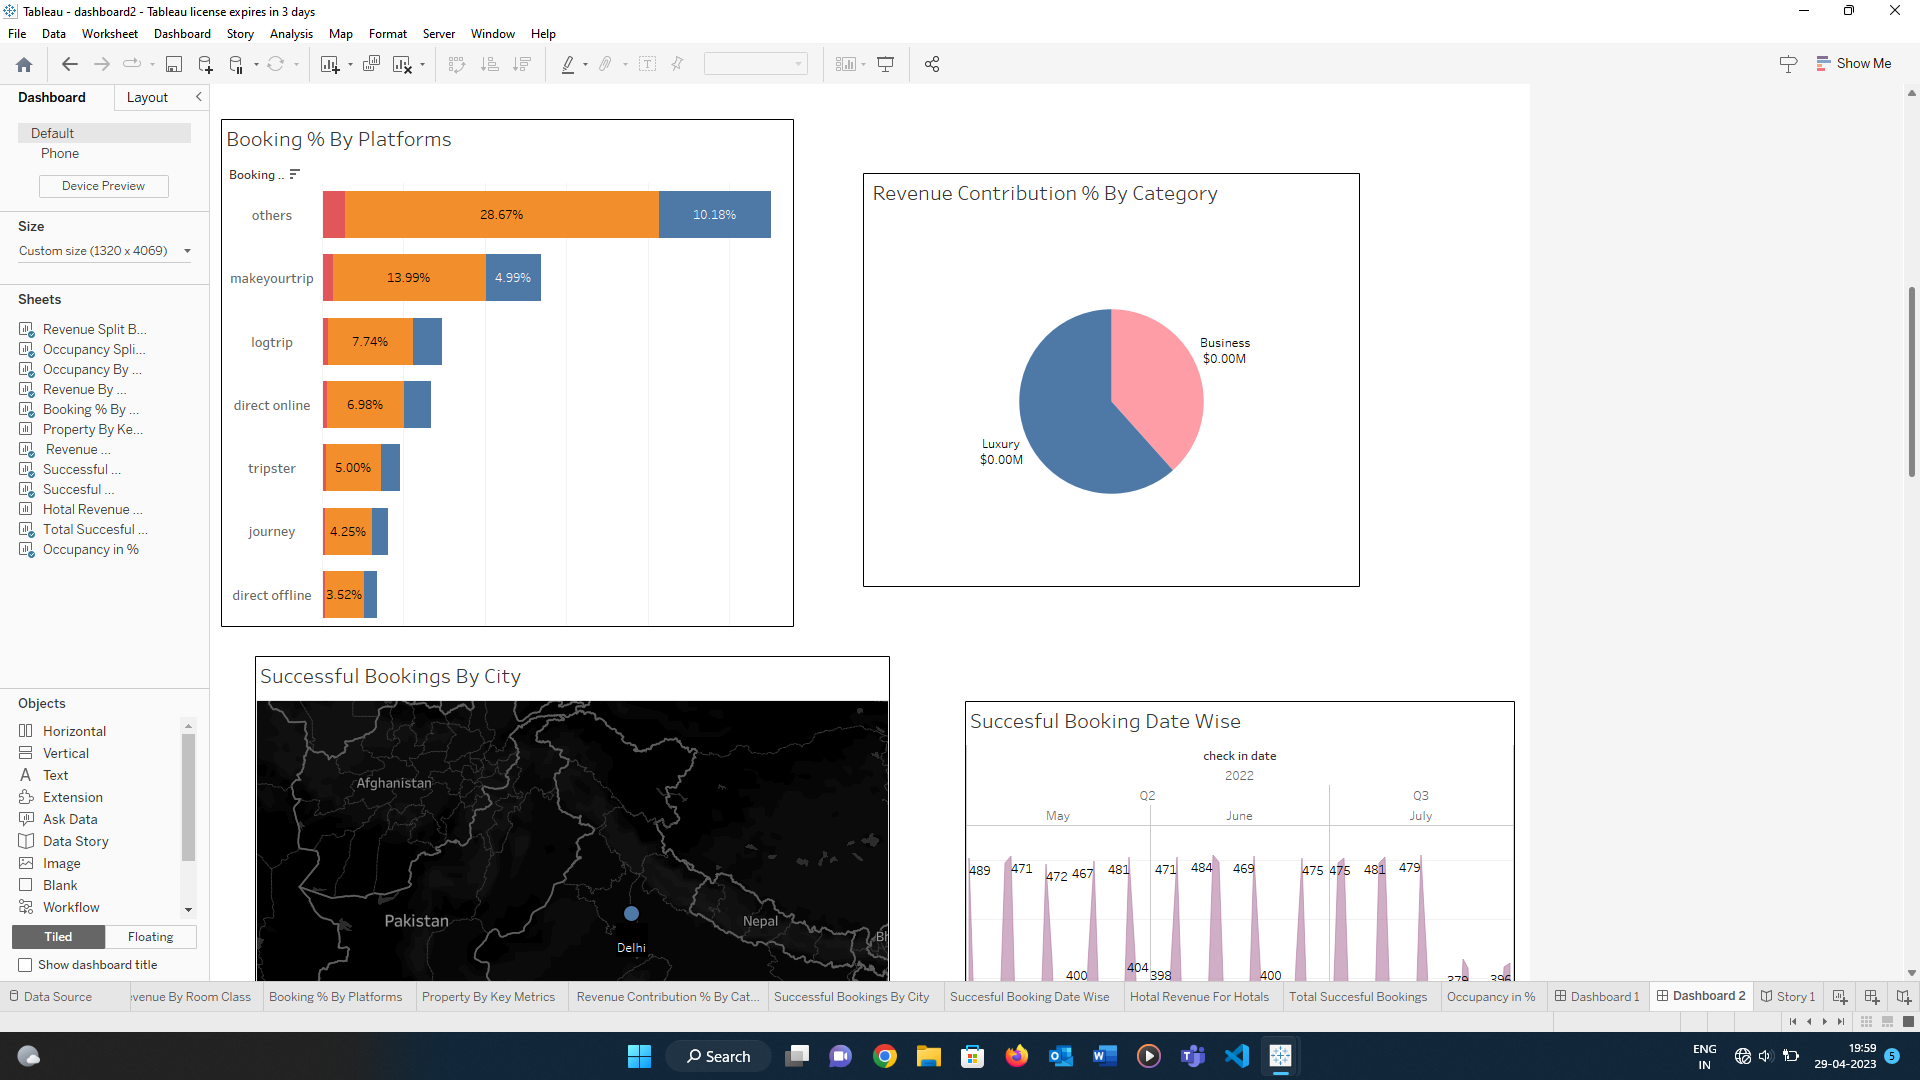 Tableau - dashboard2 - Tableau license expires in 3 days
File Data Worksheet Dashboard Story Analysis Map Format Server Window Help
Show Me
Dashboard Layout
Default
Phone
Device Preview
Size
Custom size (1320 x 4069)
Sheets
Revenue Split B...
Occupancy Spli...
Occupancy By ...
Revenue By ...
Booking % By ...
Property By Ke...
Revenue ...
Successful ...
Succesful ...
Hotal Revenue ...
Total Succesful ...
Occupancy in %
Objects
Horizontal
Vertical
Text
Extension
Ask Data
Data Story
Image
Blank
Workflow
Tiled Floating
Show dashboard title
Booking % By Platforms
Booking ..
others 28.67% 10.18%
makeyourtrip 13.99% 4.99%
logtrip 7.74%
direct online 6.98%
tripster 5.00%
journey 4.25%
direct offline 3.52%
Revenue Contribution % By Category
Business
$0.00M
Luxury
$0.00M
Successful Bookings By City
Afghanistan
Pakistan
Nepal
Bh
Delhi
Succesful Booking Date Wise
check in date
2022
Q2 Q3
May June July
489 471 472 467 481 471 484 469 475 475 481 479
400 404 398 400 379 396
Data Source evenue By Room Class Booking % By Platforms Property By Key Metrics Revenue Contribution % By Cat... Successful Bookings By City Succesful Booking Date Wise Hotal Revenue For Hotals Total Succesful Bookings Occupancy in % Dashboard 1 Dashboard 2 Story 1
Search
ENG
IN
19:59
29-04-2023
5